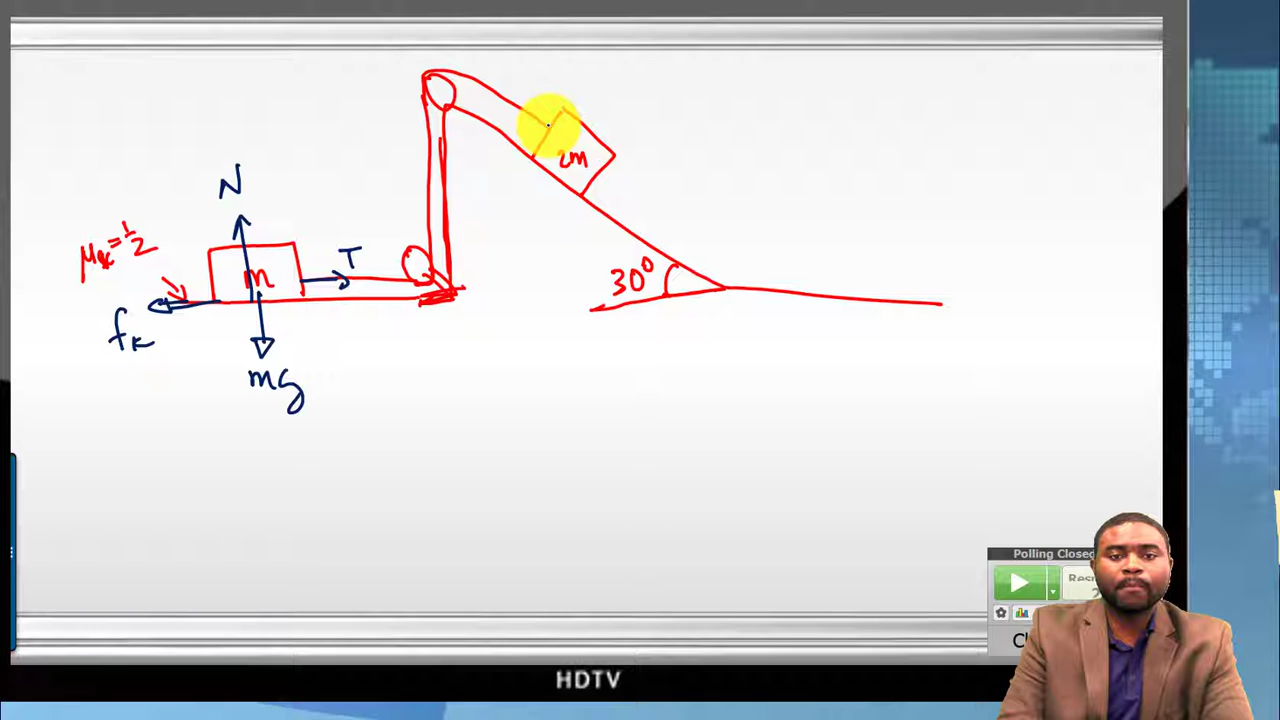 2m
N
μk=1/2
m
T
30°
fk
mg
Polling Closed
HDTV